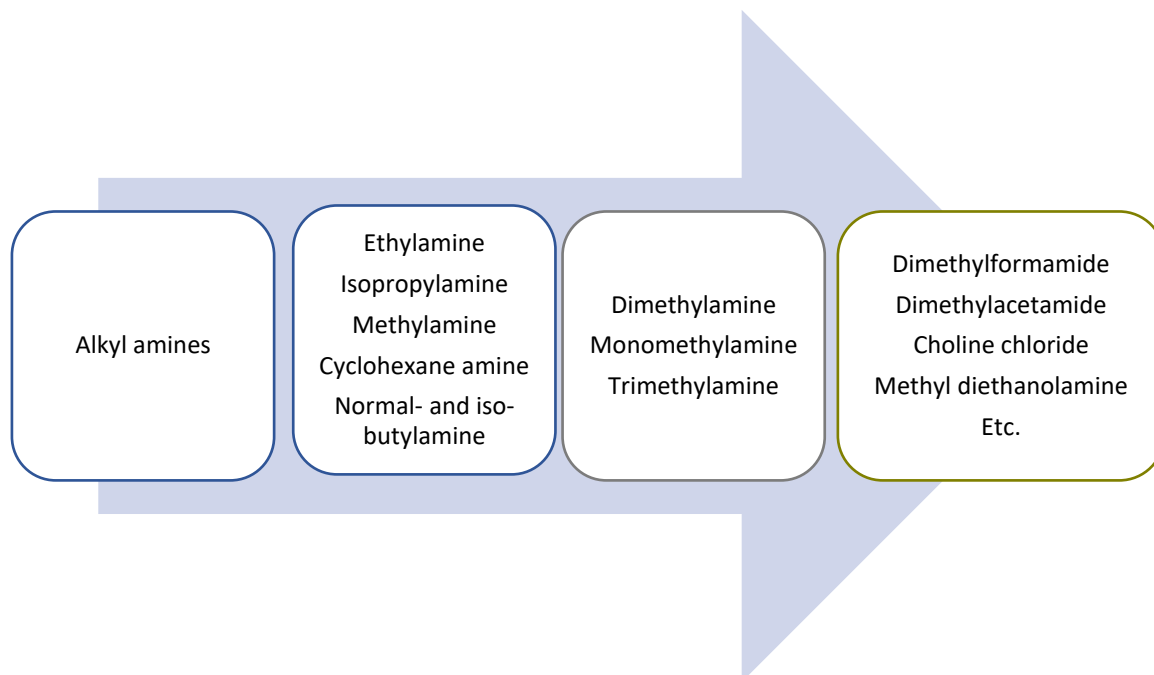 Alkyl amines
Ethylamine
Isopropylamine
Methylamine
Cyclohexane amine
Normal- and iso-
butylamine
Dimethylamine
Monomethylamine
Trimethylamine
Dimethylformamide
Dimethylacetamide
Choline chloride
Methyl diethanolamine
Etc.